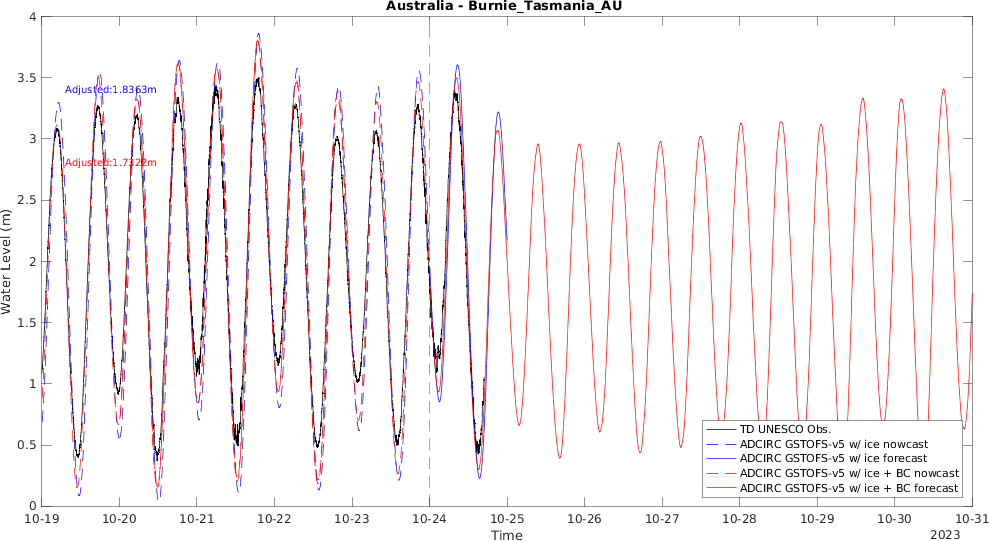 Australia - Burnie_Tasmania_AU
4
3.5
3
2.5
2
1.5
1
0.5
0
Water Level (m)
Adjusted:1.8363m
Adjusted:1.7322m
TD UNESCO Obs.
ADCIRC GSTOFS-v5 w/ ice nowcast
ADCIRC GSTOFS-v5 w/ ice forecast
ADCIRC GSTOFS-v5 w/ ice + BC nowcast
ADCIRC GSTOFS-v5 w/ ice + BC forecast
10-19 10-20 10-21 10-22 10-23 10-24 10-25 10-26 10-27 10-28 10-29 10-30 10-31
Time
2023